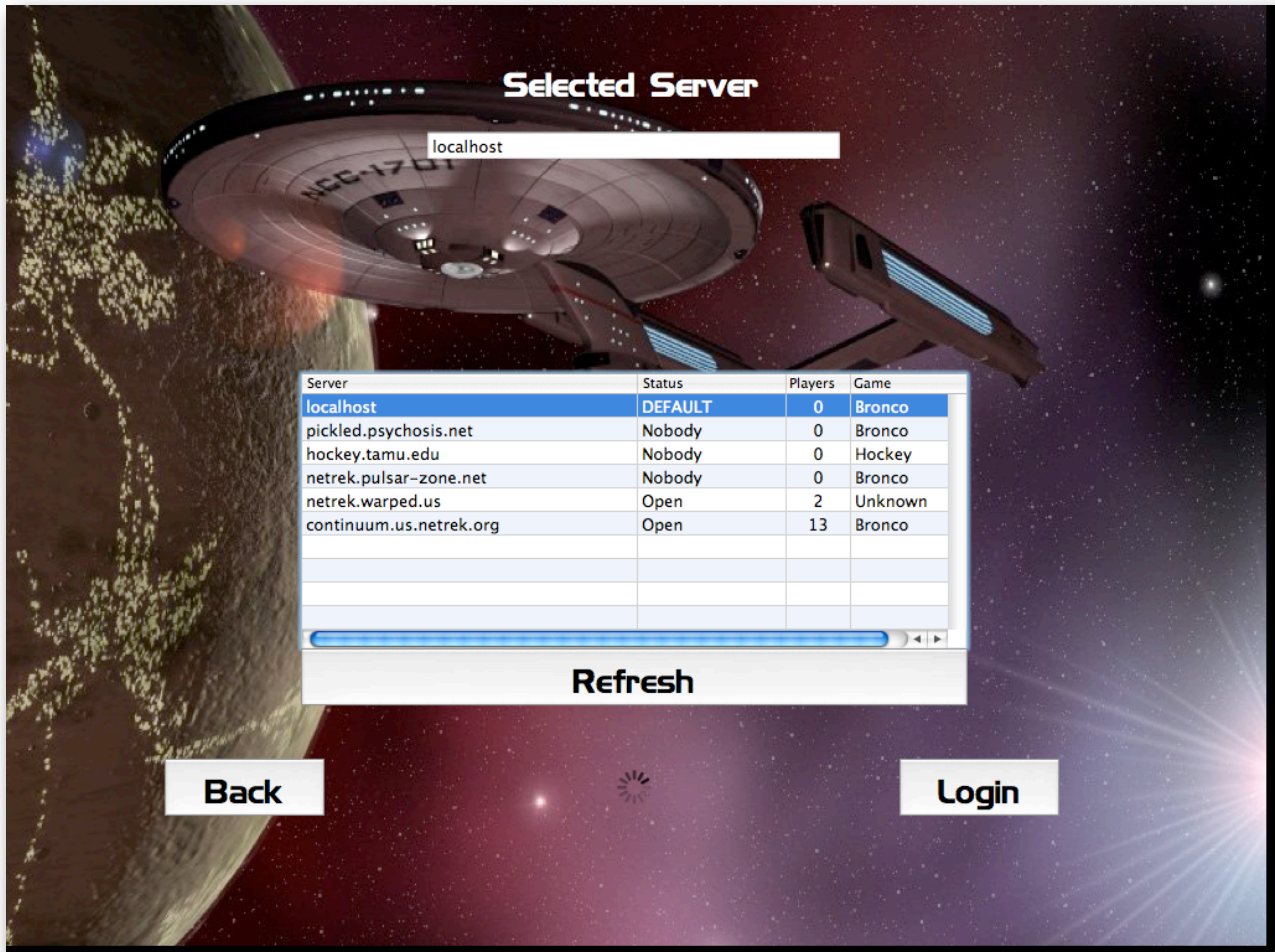 Selected Server
localhost
NCC-1701
Server Status Players Game
localhost DEFAULT 0 Bronco
pickled.psychosis.net Nobody 0 Bronco
hockey.tamu.edu Nobody 0 Hockey
netrek.pulsar-zone.net Nobody 0 Bronco
netrek.warped.us Open 2 Unknown
continuum.us.netrek.org Open 13 Bronco
Refresh
Back
Login